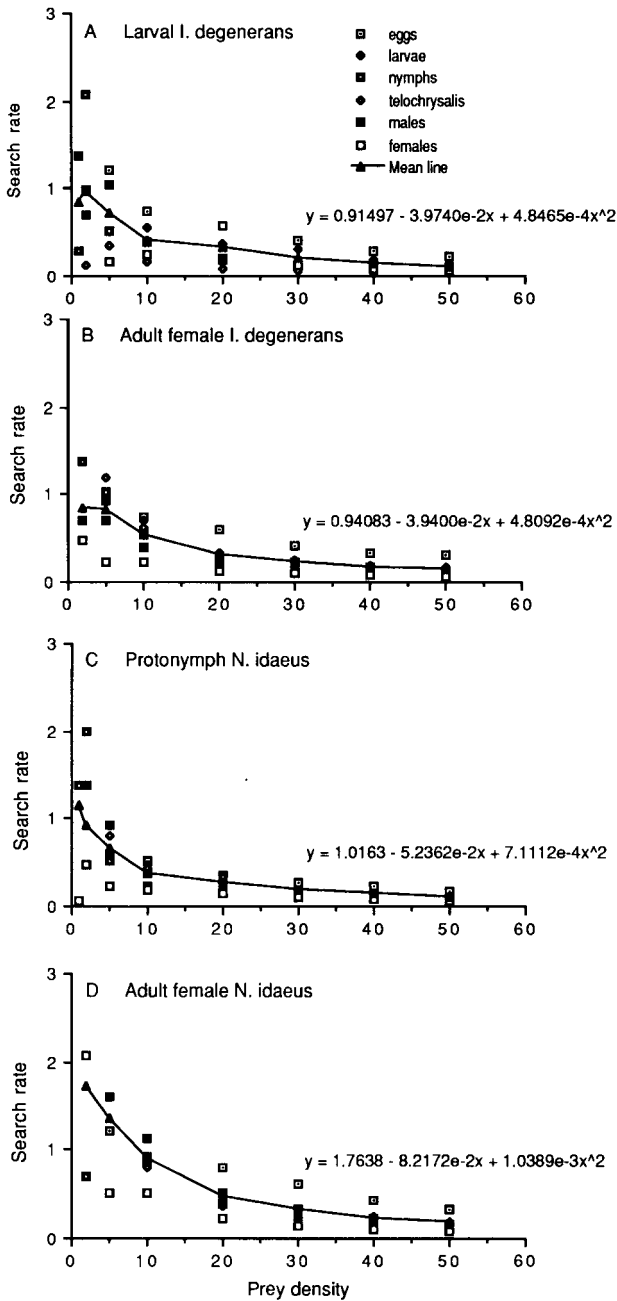 A Larval I. degenerans
eggs
larvae
nymphs
telochrysalis
males
females
Mean line
y = 0.91497 - 3.9740e-2x + 4.8465e-4x^2
Search rate
3
2
1
0
0 10 20 30 40 50 60
B Adult female I. degenerans
y = 0.94083 - 3.9400e-2x + 4.8092e-4x^2
Search rate
3
2
1
0
0 10 20 30 40 50 60
C Protonymph N. idaeus
y = 1.0163 - 5.2362e-2x + 7.1112e-4x^2
Search rate
3
2
1
0
0 10 20 30 40 50 60
D Adult female N. idaeus
y = 1.7638 - 8.2172e-2x + 1.0389e-3x^2
Search rate
3
2
1
0
0 10 20 30 40 50 60
Prey density